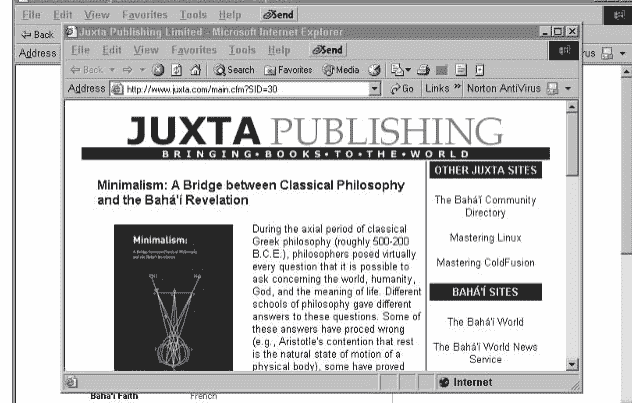 File Edit View Favorites Tools Help Send
Back
Address
Juxta Publishing Limited - Microsoft Internet Explorer
File Edit View Favorites Tools Help Send
Back Search Favorites Media
Address http://www.juxta.com/main.cfm?SID=30 Go Links » Norton AntiVirus
JUXTA PUBLISHING
BRINGING•BOOKS•TO•THE•WORLD
Minimalism: A Bridge between Classical Philosophy
and the Bahá'í Revelation
Minimalism:
During the axial period of classical
Greek philosophy (roughly 500-200
B.C.E.), philosophers posed virtually
every question that it is possible to
ask concerning the world, humanity,
God, and the meaning of life. Different
schools of philosophy gave different
answers to these questions. Some of
these answers have proced wrong
(e.g., Aristotle's contention that rest
is the natural state of motion of a
physical body), some have proved
OTHER JUXTA SITES
The Bahá'í Community
Directory
Mastering Linux
Mastering ColdFusion
BAHÁ'Í SITES
The Bahá'í World
The Bahá'í World News
Service
Internet
Bahá'í Faith French